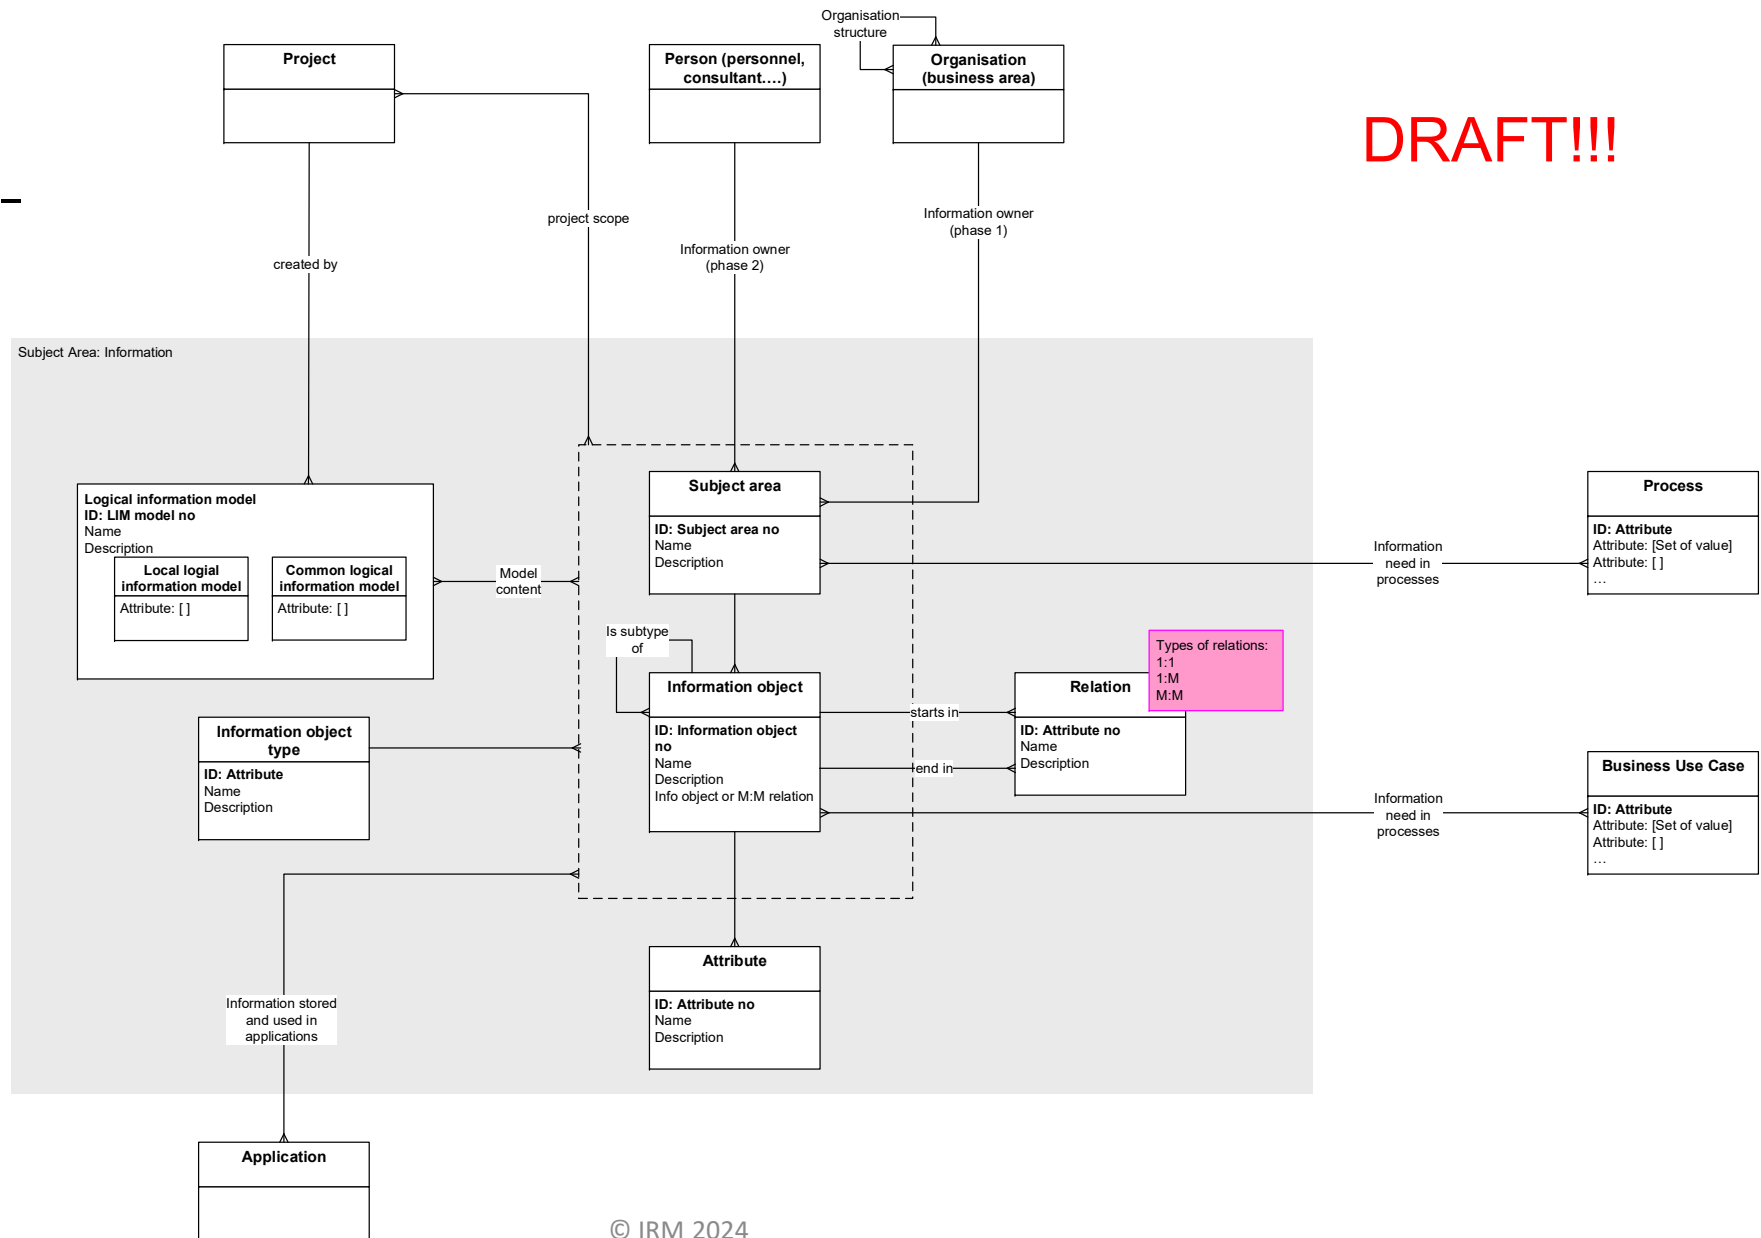 Organisation
structure
Project
Person (personnel,
consultant....)
Organisation
(business area)
DRAFT!!!
–
project scope
Information owner
(phase 1)
Information owner
(phase 2)
created by
Subject Area: Information
Logical information model
ID: LIM model no
Name
Description
Local logial
information model
Attribute: [ ]
Common logical
information model
Attribute: [ ]
Model
content
Subject area
ID: Subject area no
Name
Description
Information
need in
processes
Process
ID: Attribute
Attribute: [Set of value]
Attribute: [ ]
...
Is subtype
of
Information object
ID: Information object
no
Name
Description
Info object or M:M relation
starts in
end in
Relation
ID: Attribute no
Name
Description
Types of relations:
1:1
1:M
M:M
Information object
type
ID: Attribute
Name
Description
Information
need in
processes
Business Use Case
ID: Attribute
Attribute: [Set of value]
Attribute: [ ]
...
Attribute
ID: Attribute no
Name
Description
Information stored
and used in
applications
Application
© IRM 2024